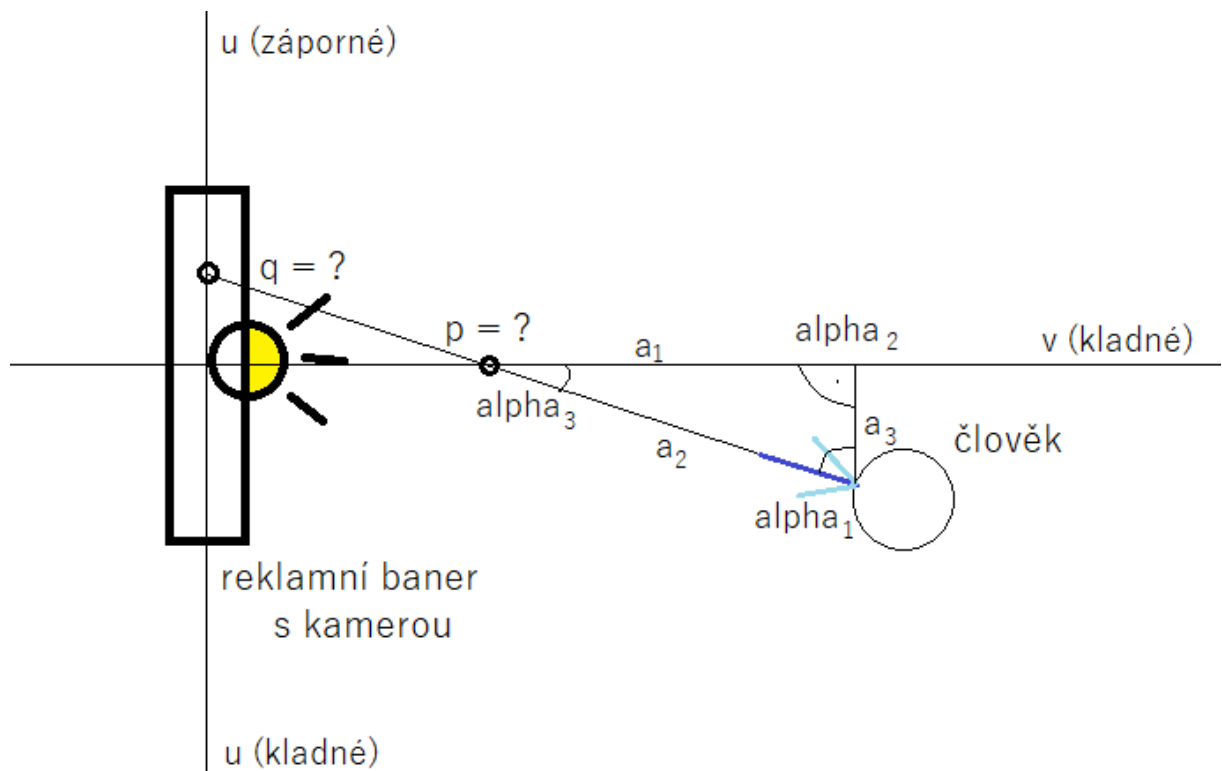 u (záporné)
q = ?
p = ?
a₁
alpha₂
v (kladné)
alpha₃
a₂
a₃
člověk
alpha₁
reklamní baner
s kamerou
u (kladné)